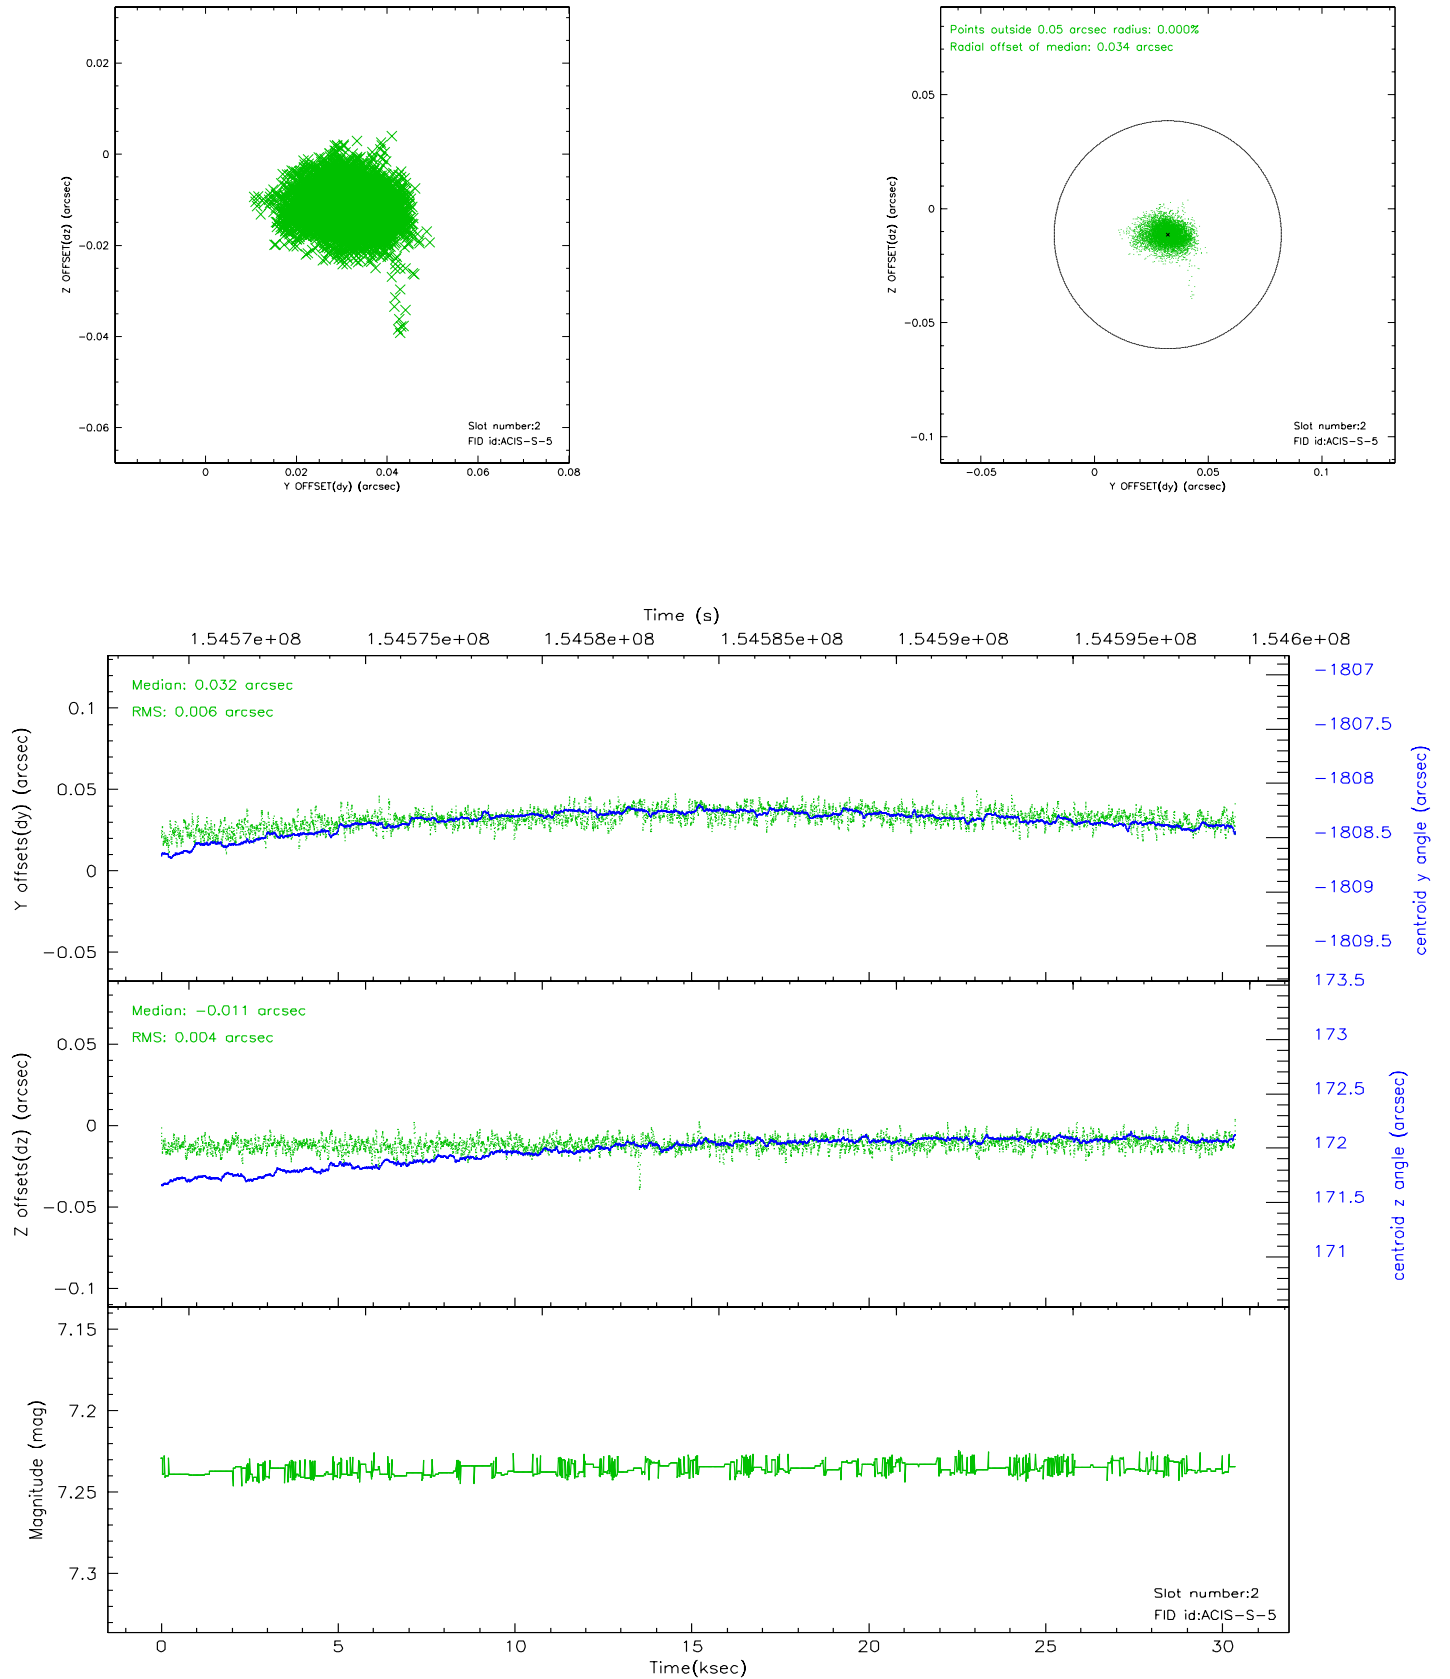 0.02
0
−0.02
−0.04
−0.06
Z OFFSET(dz) (arcsec)
Slot number:2
FID id:ACIS−S−5
0 0.02 0.04 0.06 0.08
Y OFFSET(dy) (arcsec)
Points outside 0.05 arcsec radius: 0.000%
Radial offset of median: 0.034 arcsec
0.05
0
−0.05
−0.1
Z OFFSET(dz) (arcsec)
Slot number:2
FID id:ACIS−S−5
−0.05 0 0.05 0.1
Y OFFSET(dy) (arcsec)
Time (s)
1.5457e+08 1.54575e+08 1.5458e+08 1.54585e+08 1.5459e+08 1.54595e+08 1.546e+08
Median: 0.032 arcsec
RMS: 0.006 arcsec
0.1
0.05
0
−0.05
Y offsets(dy) (arcsec)
−1807
−1807.5
−1808
−1808.5
−1809
−1809.5
centroid y angle (arcsec)
Median: −0.011 arcsec
RMS: 0.004 arcsec
0.05
0
−0.05
−0.1
Z offsets(dz) (arcsec)
173.5
173
172.5
172
171.5
171
centroid z angle (arcsec)
7.15
7.2
7.25
7.3
Magnitude (mag)
Slot number:2
FID id:ACIS−S−5
0 5 10 15 20 25 30
Time(ksec)